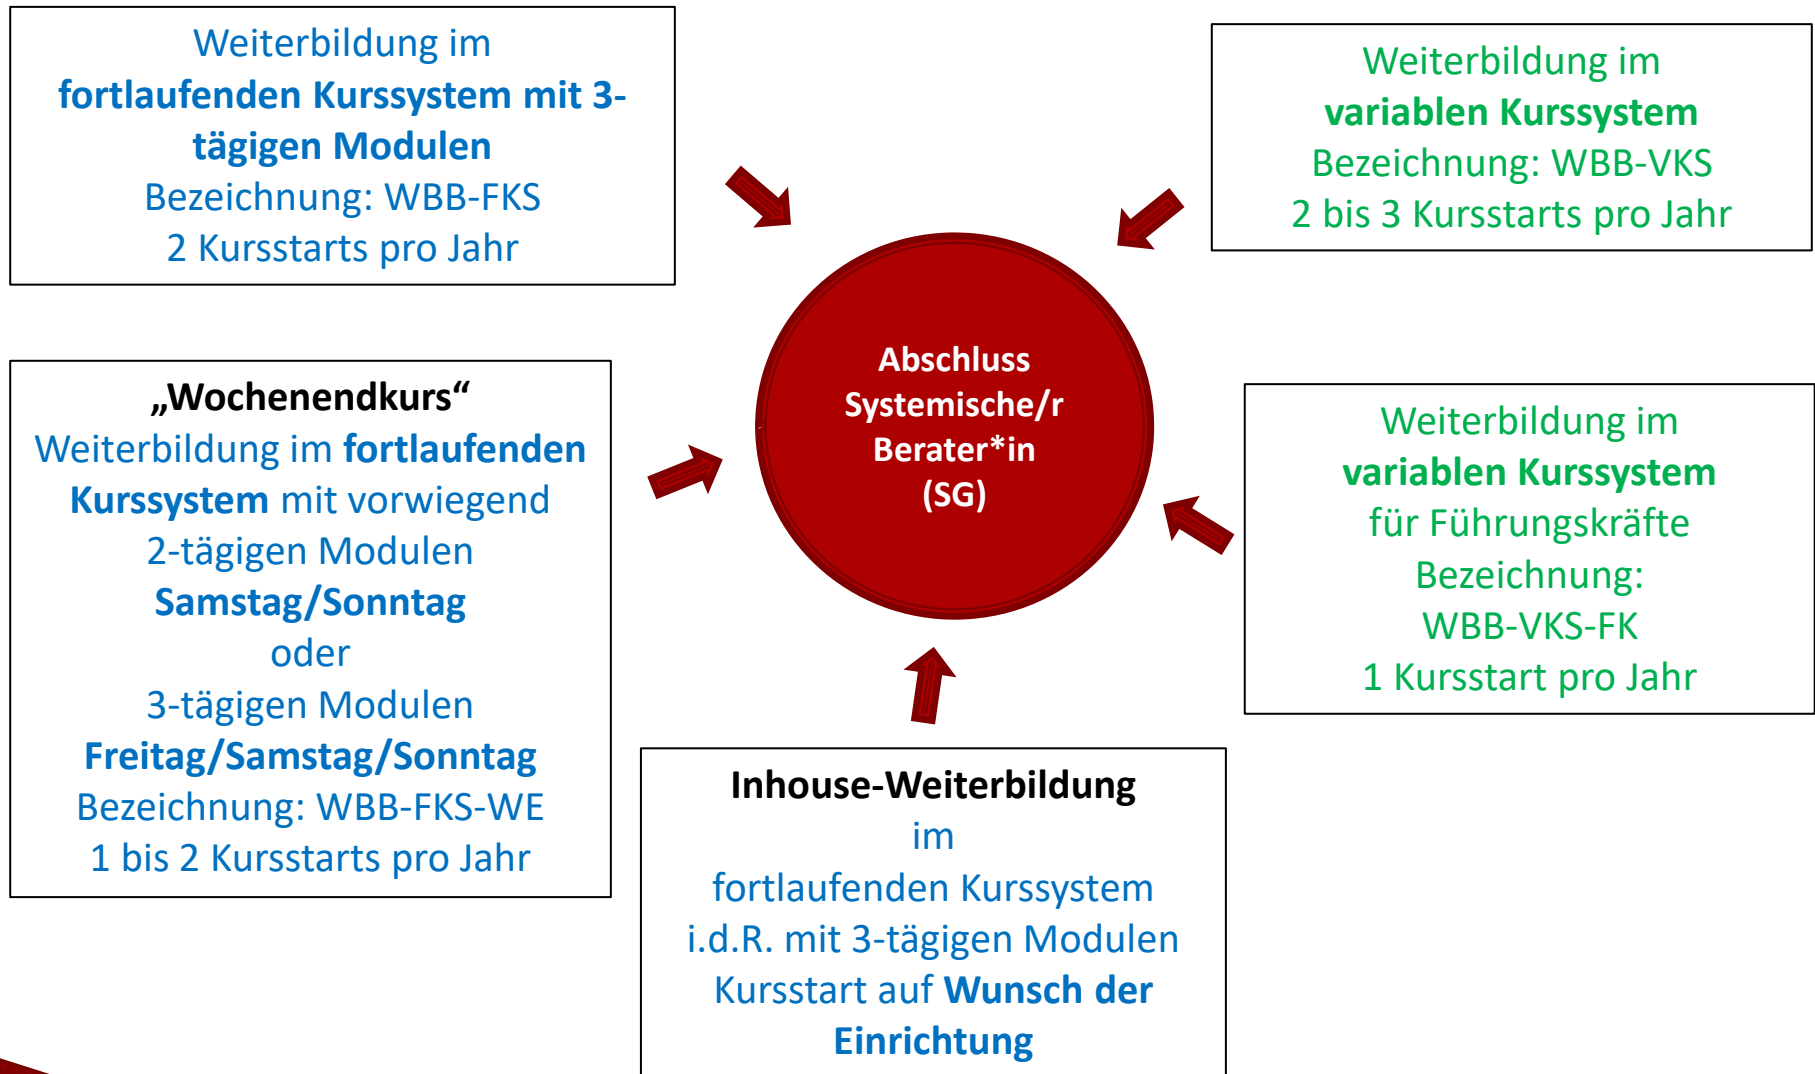 Weiterbildung im
fortlaufenden Kurssystem mit 3-
tägigen Modulen
Bezeichnung: WBB-FKS
2 Kursstarts pro Jahr
Weiterbildung im
variablen Kurssystem
Bezeichnung: WBB-VKS
2 bis 3 Kursstarts pro Jahr
Abschluss
Systemische/r
Berater*in
(SG)
„Wochenendkurs“
Weiterbildung im fortlaufenden
Kurssystem mit vorwiegend
2-tägigen Modulen
Samstag/Sonntag
oder
3-tägigen Modulen
Freitag/Samstag/Sonntag
Bezeichnung: WBB-FKS-WE
1 bis 2 Kursstarts pro Jahr
Weiterbildung im
variablen Kurssystem
für Führungskräfte
Bezeichnung:
WBB-VKS-FK
1 Kursstart pro Jahr
Inhouse-Weiterbildung
im
fortlaufenden Kurssystem
i.d.R. mit 3-tägigen Modulen
Kursstart auf Wunsch der
Einrichtung